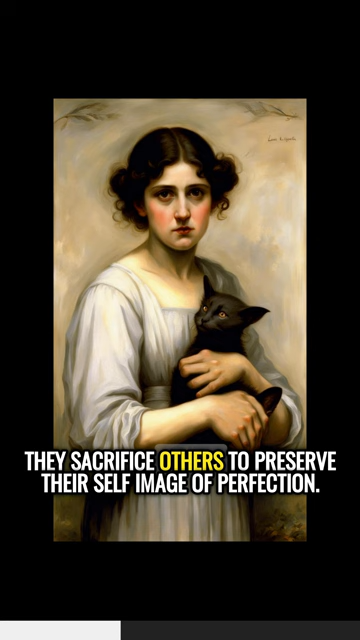 THEY SACRIFICE OTHERS TO PRESERVE
THEIR SELF IMAGE OF PERFECTION.